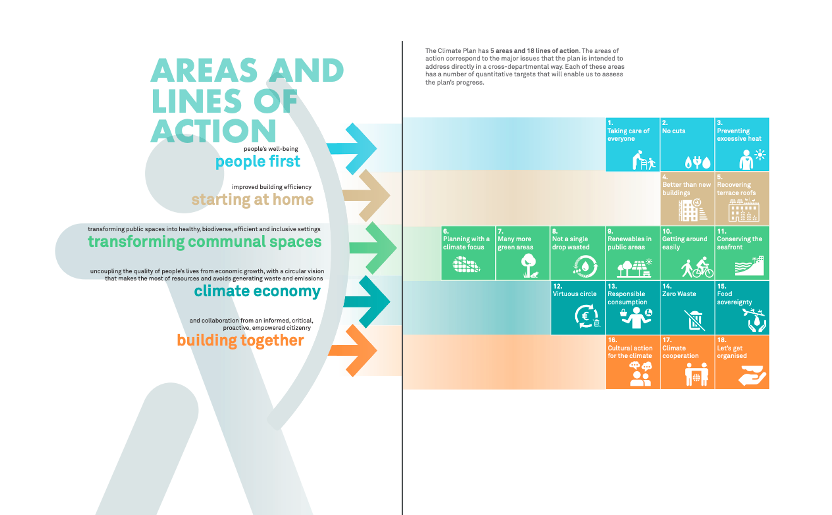 AREAS AND
LINES OF
ACTION
people's well-being
people first
improved building efficiency
starting at home
transforming public spaces into healthy, biodiverse, efficient and inclusive settings
transforming communal spaces
uncoupling the quality of people's lives from economic growth, with a circular vision
that makes the most of resources and avoids generating waste and emissions
climate economy
and collaboration from an informed, critical,
proactive, empowered citizenry
building together
The Climate Plan has 5 areas and 18 lines of action. The areas of
action correspond to the major issues that the plan is intended to
address directly in a cross-departmental way. Each of these areas
has a number of quantitative targets that will enable us to assess
the plan's progress.
1.
Taking care of
everyone
2.
No cuts
3.
Preventing
excessive heat
4.
Better than new
buildings
5.
Recovering
terrace roofs
6.
Planning with a
climate focus
7.
Many more
green areas
8.
Not a single
drop wasted
9.
Renewables in
public areas
10.
Getting around
easily
11.
Conserving the
seafront
12.
Virtuous circle
€
13.
Responsible
consumption
14.
Zero Waste
15.
Food
sovereignty
16.
Cultural action
for the climate
17.
Climate
cooperation
18.
Let's get
organised